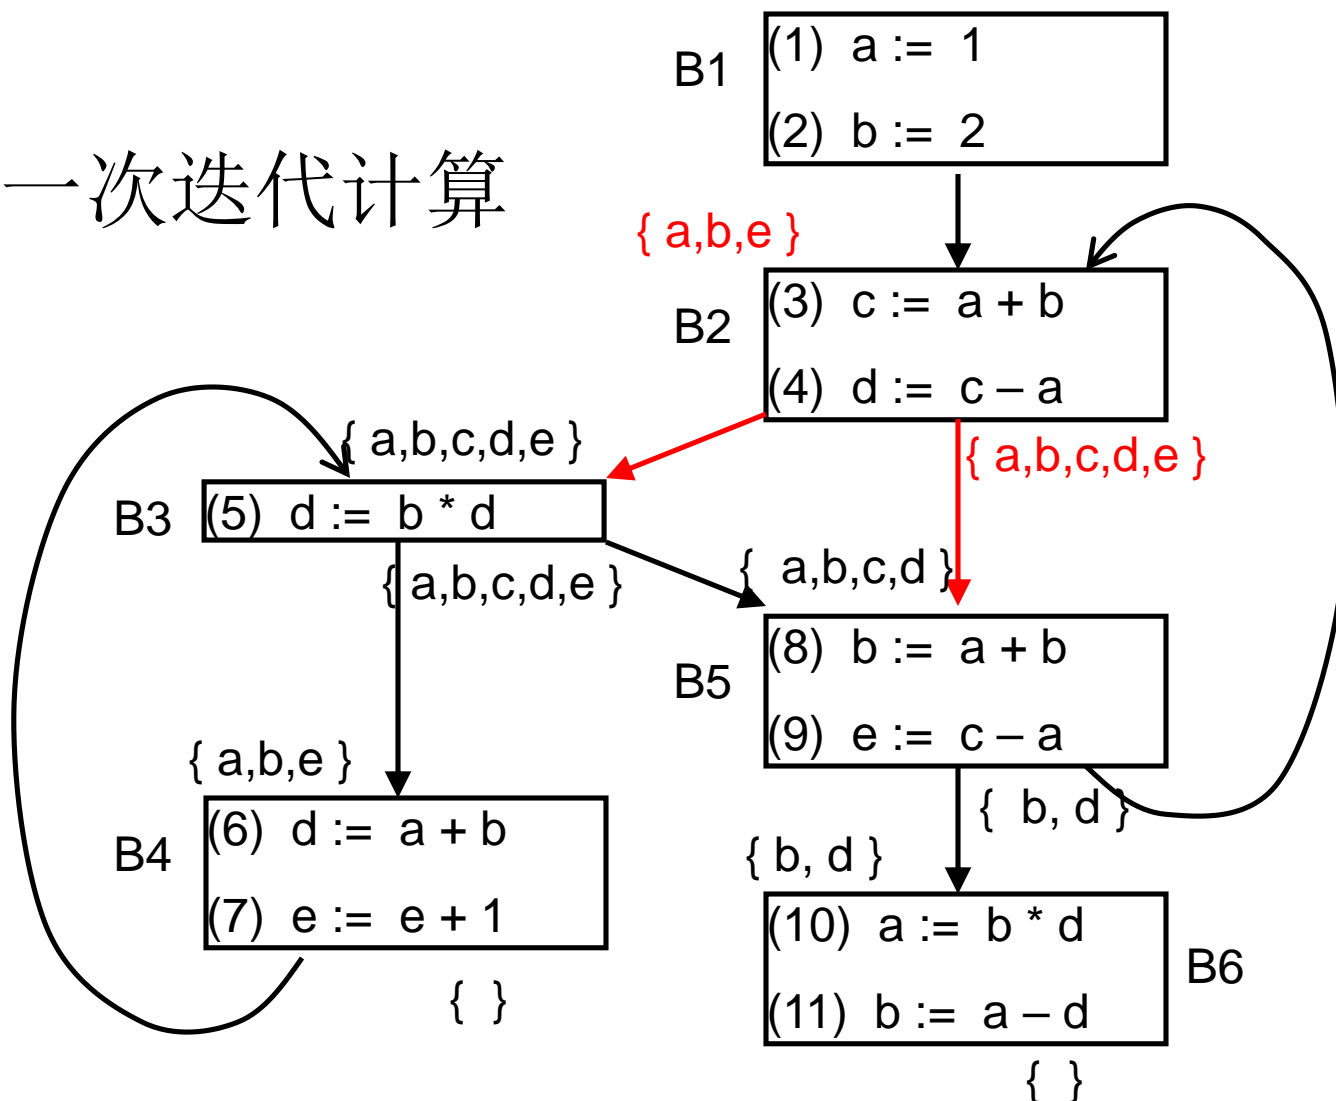 B1
(1) a := 1
(2) b := 2
一次迭代计算
{ a,b,e }
B2
(3) c := a + b
(4) d := c – a
{ a,b,c,d,e }
{ a,b,c,d,e }
B3
(5) d := b * d
{ a,b,c,d,e }
{ a,b,c,d }
B5
(8) b := a + b
(9) e := c – a
{ a,b,e }
{ b, d }
B4
(6) d := a + b
(7) e := e + 1
{ }
{ b, d }
(10) a := b * d
(11) b := a – d
B6
{ }